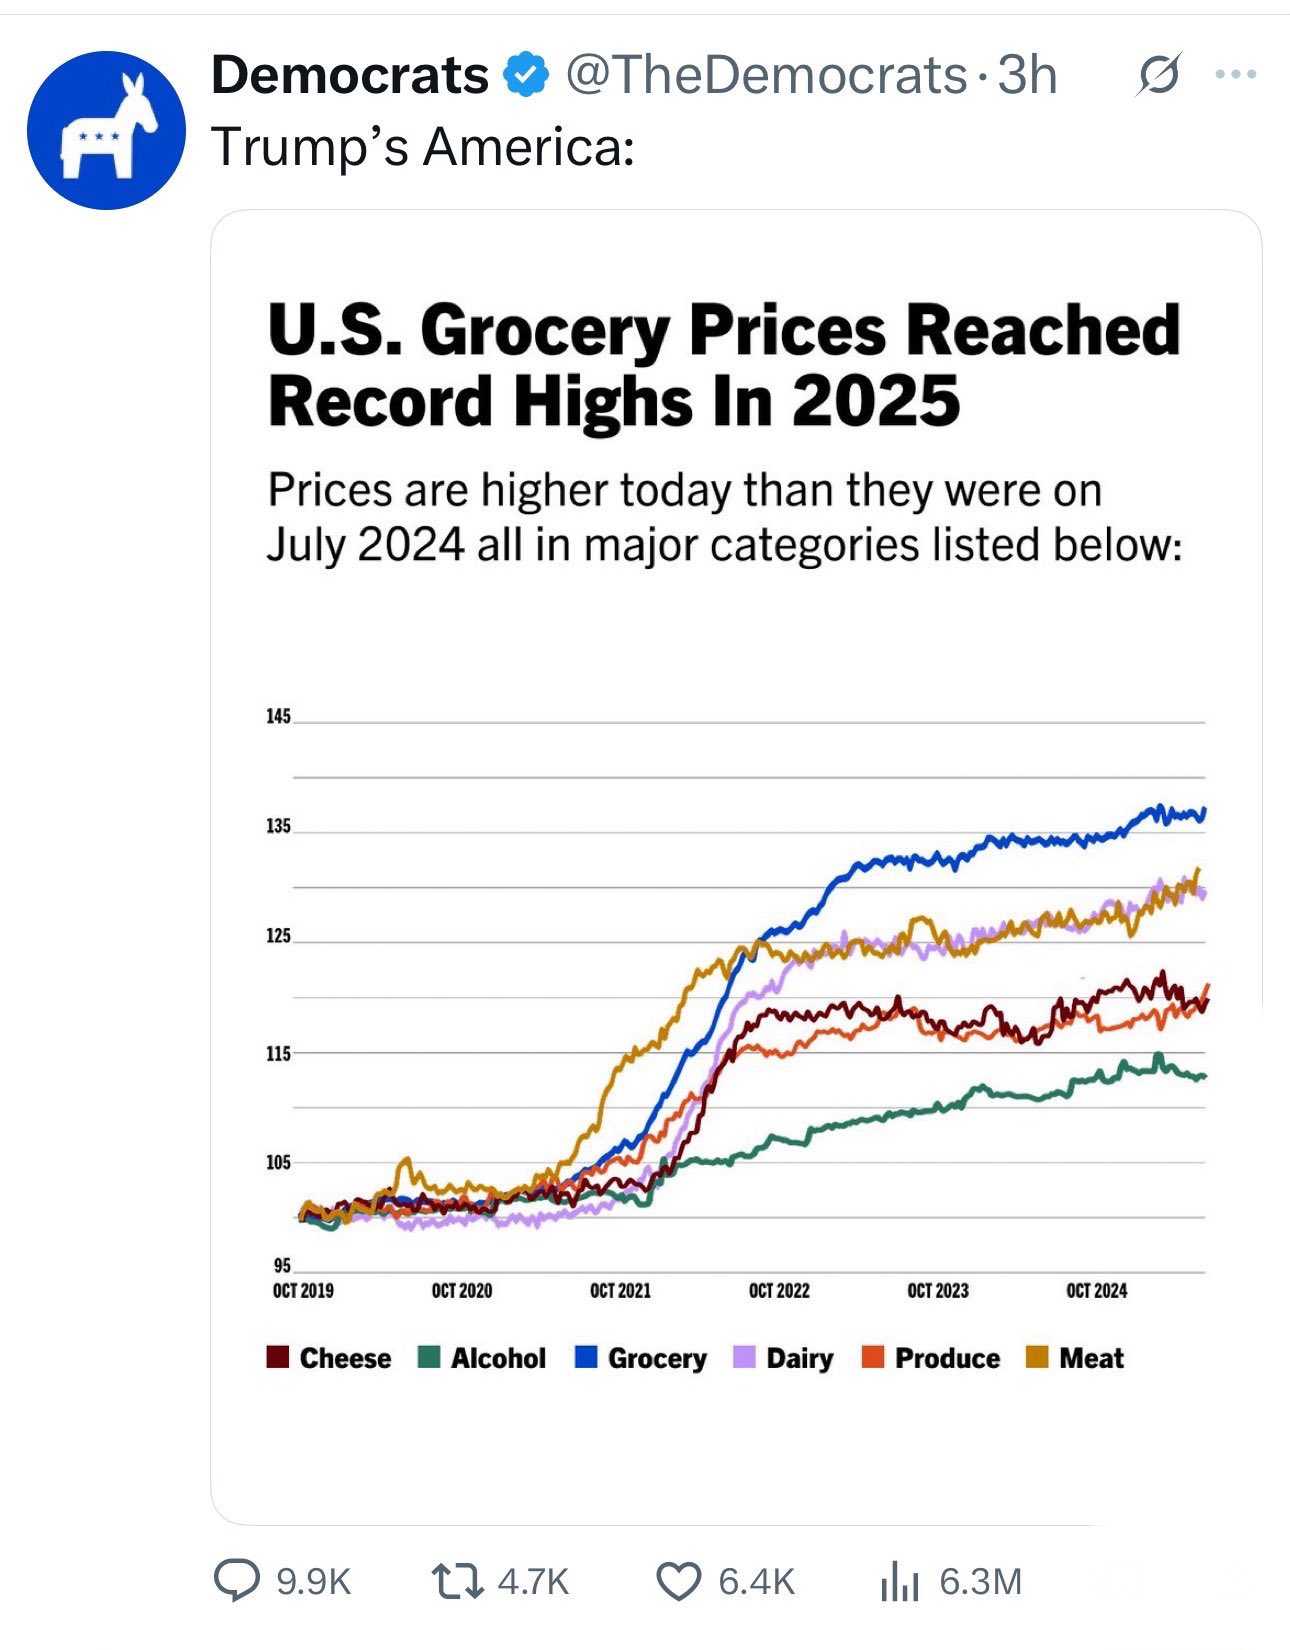 Democrats @TheDemocrats · 3h
Trump’s America:
U.S. Grocery Prices Reached
Record Highs In 2025
Prices are higher today than they were on
July 2024 all in major categories listed below:
145
135
125
115
105
95
OCT 2019 OCT 2020 OCT 2021 OCT 2022 OCT 2023 OCT 2024
Cheese Alcohol Grocery Dairy Produce Meat
9.9K 4.7K 6.4K 6.3M